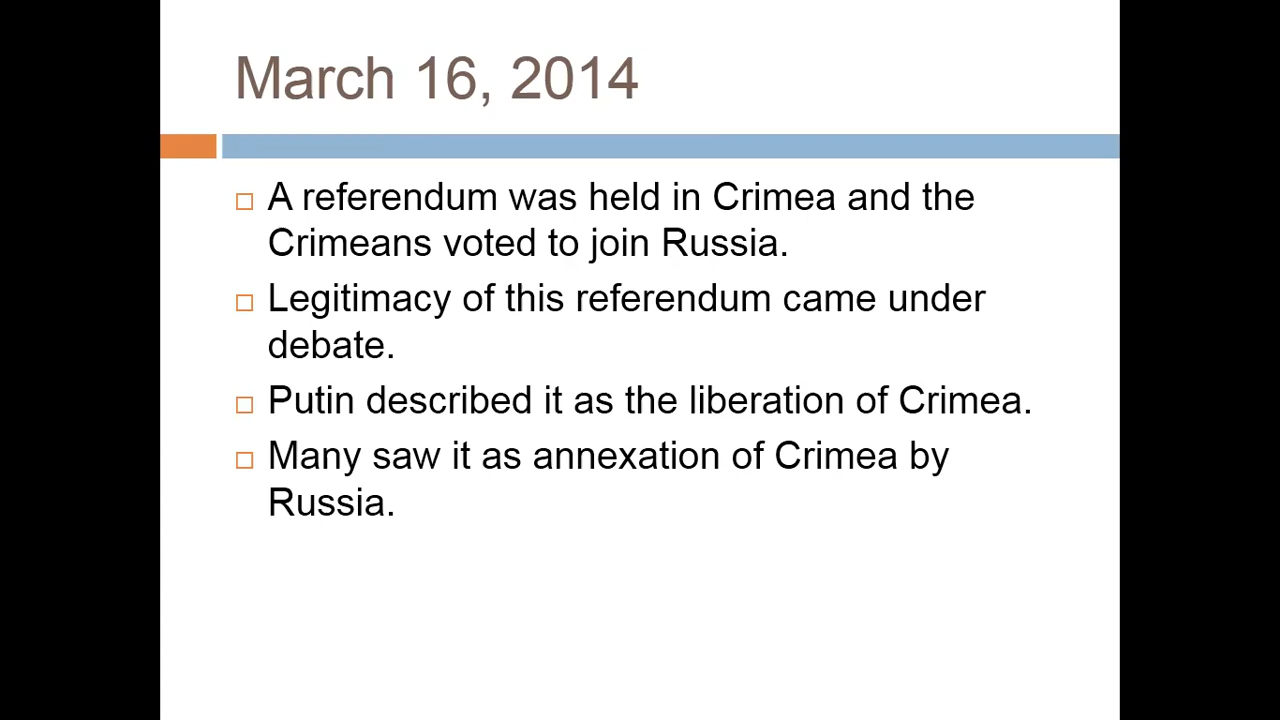 March 16, 2014
A referendum was held in Crimea and the
Crimeans voted to join Russia.
Legitimacy of this referendum came under
debate.
Putin described it as the liberation of Crimea.
Many saw it as annexation of Crimea by
Russia.